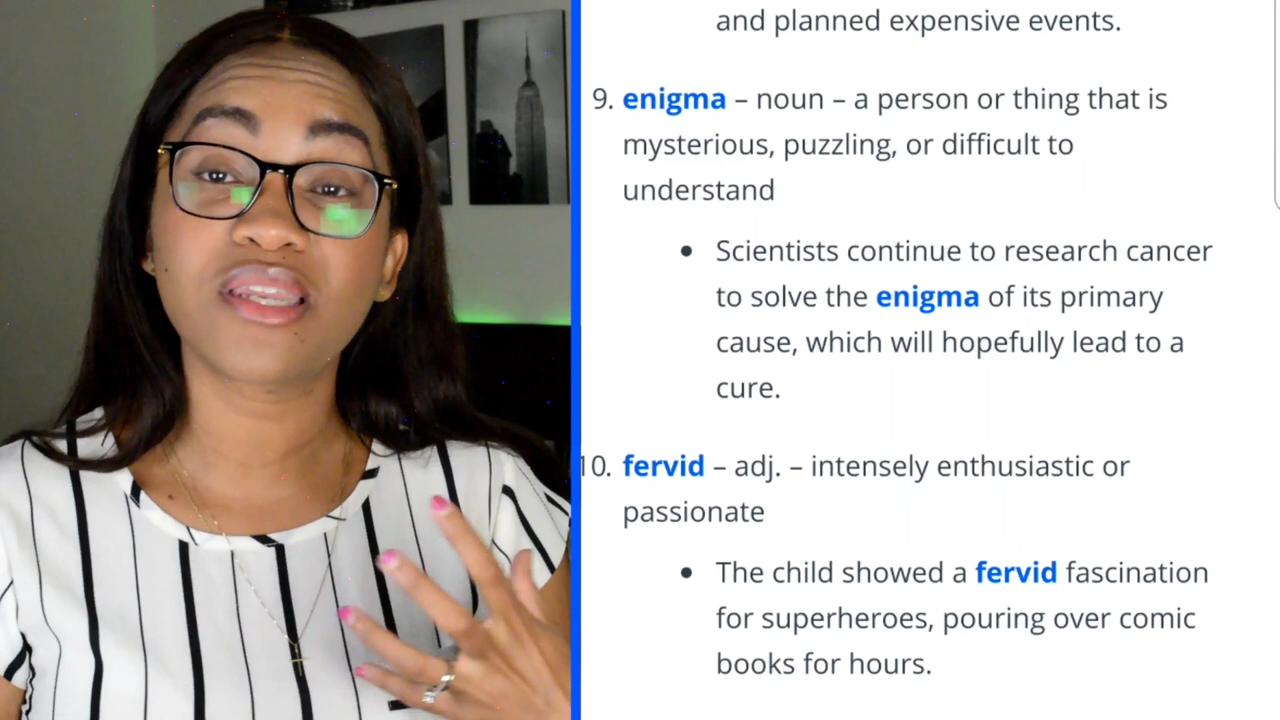 and planned expensive events.
9. enigma – noun – a person or thing that is
mysterious, puzzling, or difficult to
understand
• Scientists continue to research cancer
to solve the enigma of its primary
cause, which will hopefully lead to a
cure.
10. fervid – adj. – intensely enthusiastic or
passionate
• The child showed a fervid fascination
for superheroes, pouring over comic
books for hours.